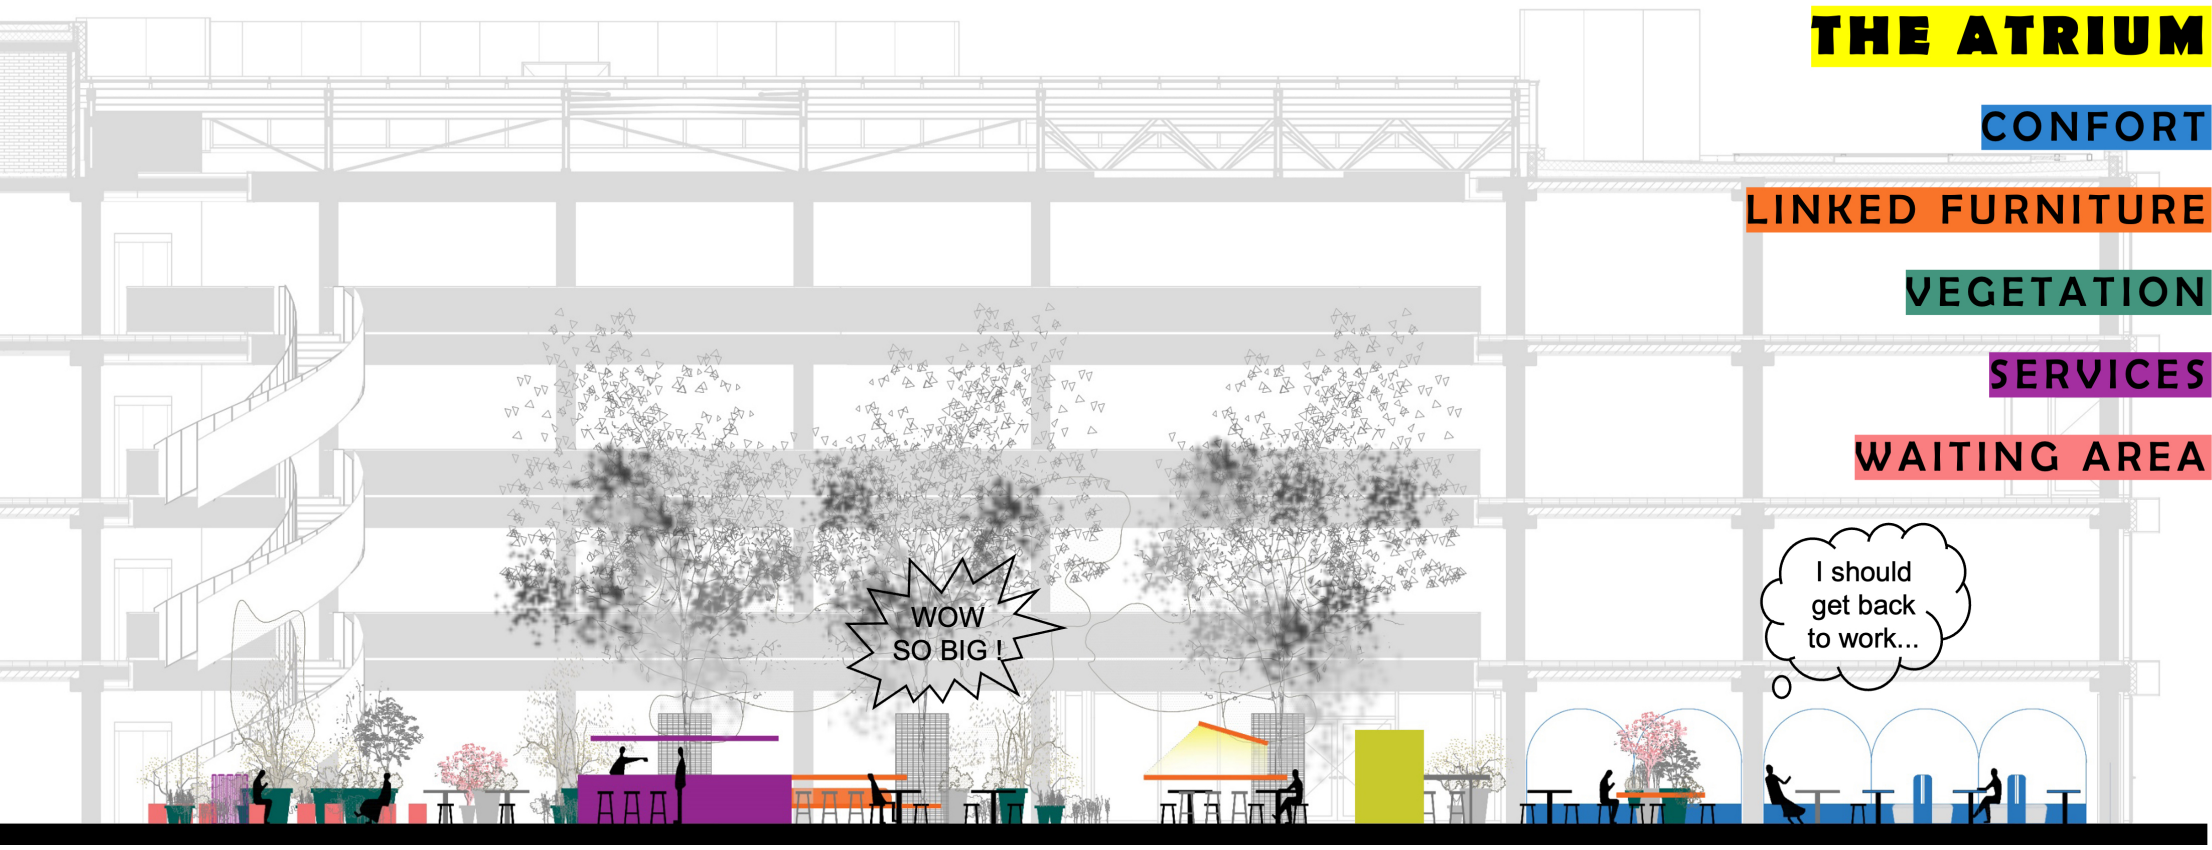 THE ATRIUM
CONFORT
LINKED FURNITURE
VEGETATION
SERVICES
WAITING AREA
I should
get back
to work...
WOW
SO BIG !